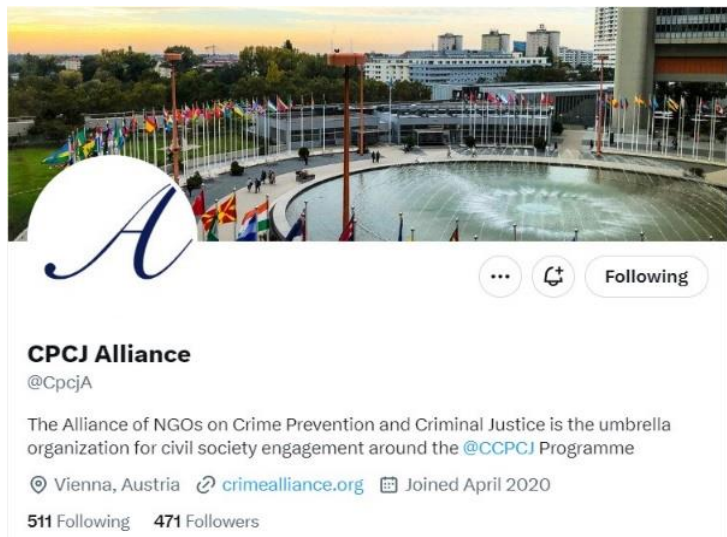 A
Following
CPCJ Alliance
@CpcjA
The Alliance of NGOs on Crime Prevention and Criminal Justice is the umbrella
organization for civil society engagement around the @CCPCJ Programme
Vienna, Austria crimealliance.org Joined April 2020
511 Following 471 Followers